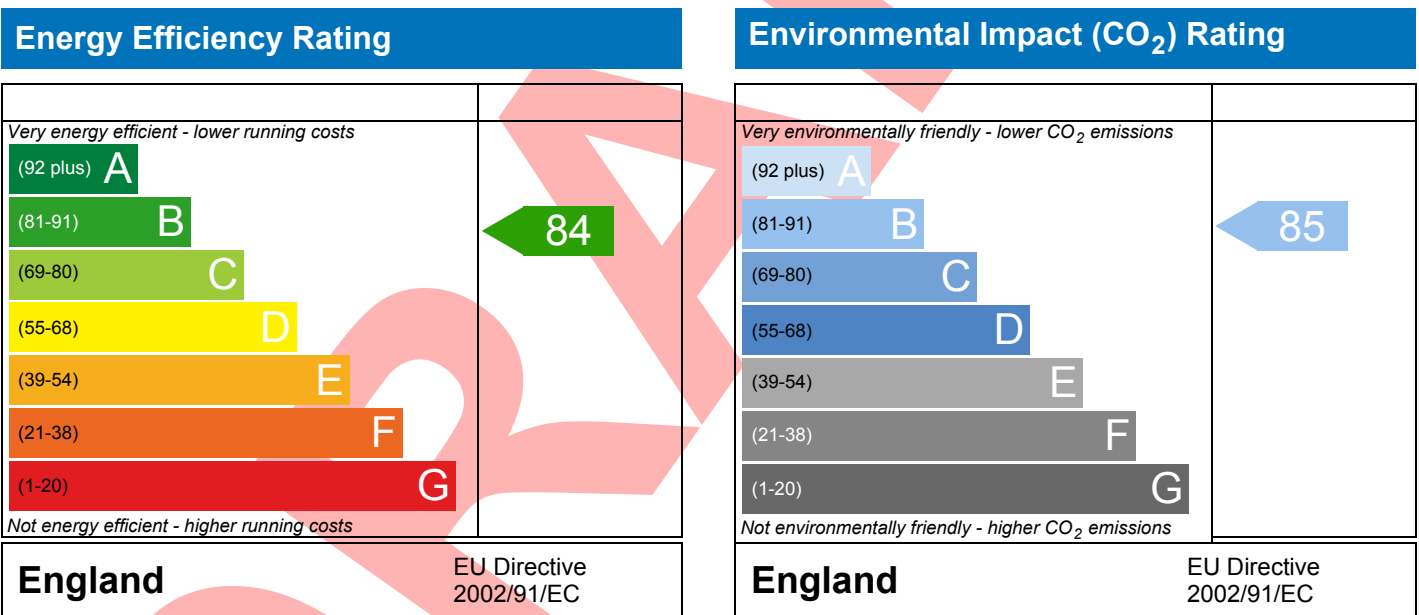 Energy Efficiency Rating
Very energy efficient - lower running costs
(92 plus) A
(81-91) B
84
(69-80) C
(55-68) D
(39-54) E
(21-38) F
(1-20) G
Not energy efficient - higher running costs
England
EU Directive
2002/91/EC
Environmental Impact (CO2) Rating
Very environmentally friendly - lower CO2 emissions
(92 plus) A
(81-91) B
85
(69-80) C
(55-68) D
(39-54) E
(21-38) F
(1-20) G
Not environmentally friendly - higher CO2 emissions
England
EU Directive
2002/91/EC